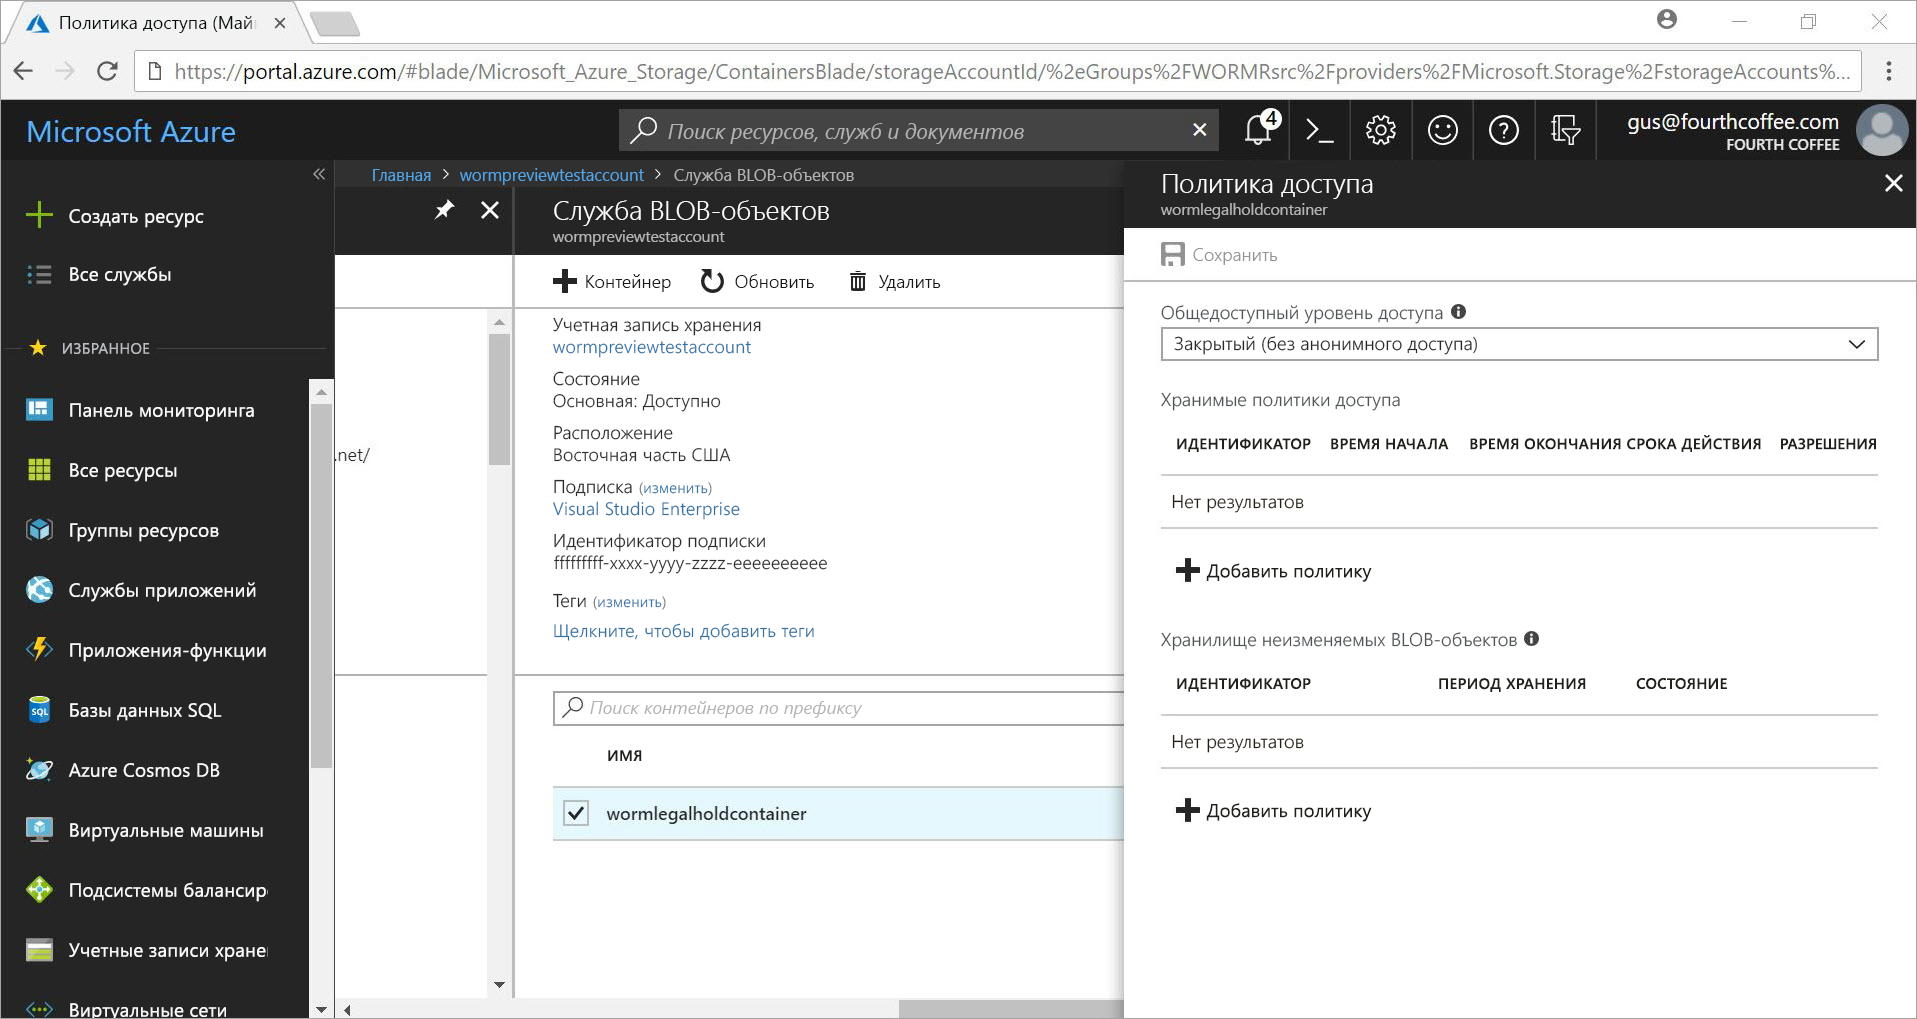 Политика доступа (Май
https://portal.azure.com/#blade/Microsoft_Azure_Storage/ContainersBlade/storageAccountId/%2eGroups%2FWORMRsrc%2Fproviders%2FMicrosoft.Storage%2FstorageAccounts%...
Microsoft Azure
Поиск ресурсов, служб и документов
4
gus@fourthcoffee.com
FOURTH COFFEE
Создать ресурс
Все службы
ИЗБРАННОЕ
Панель мониторинга
Все ресурсы
Группы ресурсов
Службы приложений
Приложения-функции
SQL
Базы данных SQL
Azure Cosmos DB
Виртуальные машины
Подсистемы балансир
Учетные записи хране
Виртуальные сети
Главная > wormpreviewtestaccount > Служба BLOB-объектов
.net/
Служба BLOB-объектов
wormpreviewtestaccount
Контейнер Обновить Удалить
Учетная запись хранения
wormpreviewtestaccount
Состояние
Основная: Доступно
Расположение
Восточная часть США
Подписка (изменить)
Visual Studio Enterprise
Идентификатор подписки
fffffffff-xxxx-yyyy-zzzz-eeeeeeeeee
Теги (изменить)
Щелкните, чтобы добавить теги
Поиск контейнеров по префиксу
ИМЯ
wormlegalholdcontainer
Политика доступа
wormlegalholdcontainer
Сохранить
Общедоступный уровень доступа
Закрытый (без анонимного доступа)
Хранимые политики доступа
ИДЕНТИФИКАТОР ВРЕМЯ НАЧАЛА ВРЕМЯ ОКОНЧАНИЯ СРОКА ДЕЙСТВИЯ РАЗРЕШЕНИЯ
Нет результатов
Добавить политику
Хранилище неизменяемых BLOB-объектов
ИДЕНТИФИКАТОР ПЕРИОД ХРАНЕНИЯ СОСТОЯНИЕ
Нет результатов
Добавить политику